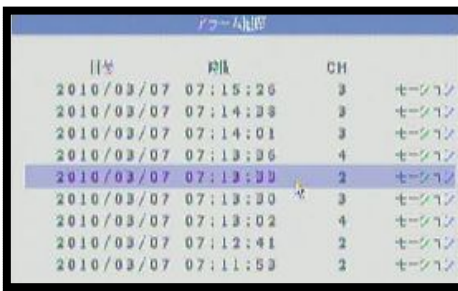 アラーム履歴
日付 時間 CH
2010/03/07 07:15:26 3 モーション
2010/03/07 07:14:38 3 モーション
2010/03/07 07:14:01 3 モーション
2010/03/07 07:13:36 4 モーション
2010/03/07 2 モーション
2010/03/07 07:13:30 3 モーション
2010/03/07 07:13:02 4 モーション
2010/03/07 07:12:41 2 モーション
2010/03/07 07:11:53 2 モーション